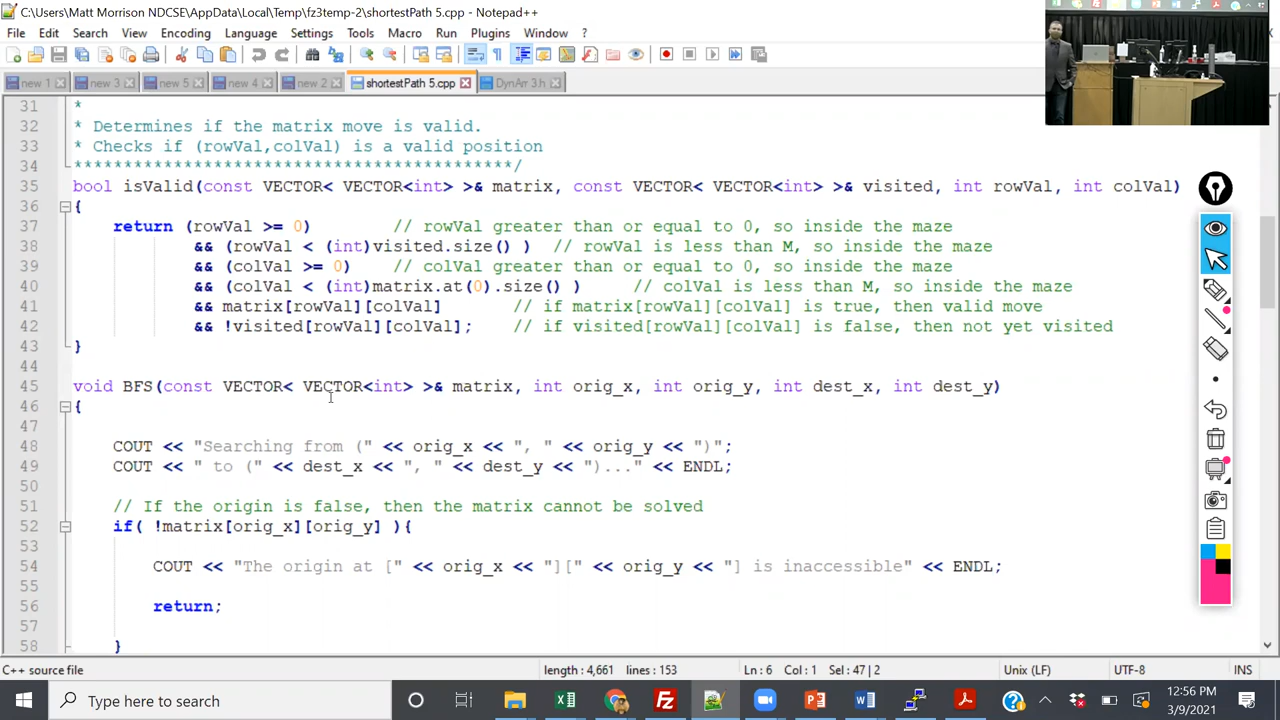 C:\Users\Matt Morrison NDCSE\AppData\Local\Temp\fz3temp-2\shortestPath 5.cpp - Notepad++
File Edit Search View Encoding Language Settings Tools Macro Run Plugins Window ?
new 1 new 3 new 5 new 4 new 2 shortestPath 5.cpp DynArr 3.h
31 *
32 * Determines if the matrix move is valid.
33 * Checks if (rowVal,colVal) is a valid position
34 ********************************************/
35 bool isValid(const VECTOR< VECTOR<int> >& matrix, const VECTOR< VECTOR<int> >& visited, int rowVal, int colVal)
36 {
37 return (rowVal >= 0) // rowVal greater than or equal to 0, so inside the maze
38 && (rowVal < (int)visited.size() ) // rowVal is less than M, so inside the maze
39 && (colVal >= 0) // colVal greater than or equal to 0, so inside the maze
40 && (colVal < (int)matrix.at(0).size() ) // colVal is less than M, so inside the maze
41 && matrix[rowVal][colVal] // if matrix[rowVal][colVal] is true, then valid move
42 && !visited[rowVal][colVal]; // if visited[rowVal][colVal] is false, then not yet visited
43 }
44
45 void BFS(const VECTOR< VECTOR<int> >& matrix, int orig_x, int orig_y, int dest_x, int dest_y)
46 {
47
48 COUT << "Searching from (" << orig_x << ", " << orig_y << ")";
49 COUT << " to (" << dest_x << ", " << dest_y << ")..." << ENDL;
50
51 // If the origin is false, then the matrix cannot be solved
52 if( !matrix[orig_x][orig_y] ){
53
54 COUT << "The origin at [" << orig_x << "][" << orig_y << "] is inaccessible" << ENDL;
55
56 return;
57
58 }
C++ source file length : 4,661 lines : 153 Ln : 6 Col : 1 Sel : 47 | 2 Unix (LF) UTF-8 INS
Type here to search
12:56 PM
3/9/2021